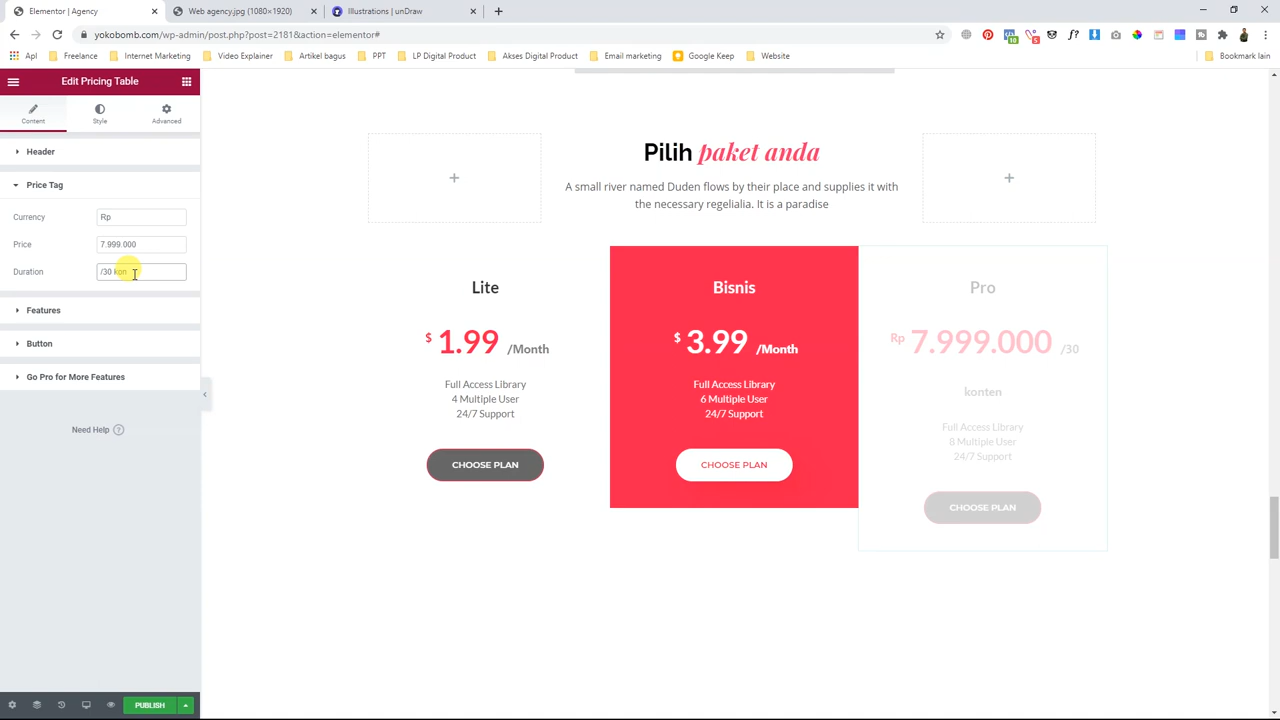 Elementor | Pricing
Web agency.jpg (1080×1920)
Illustrations | unDraw
yokobomb.com/wp-admin/post.php?post=2181&action=elementor#
Apl
Freelance
Internet Marketing
Video Explainer
Artikel bagus
PPT
LP Digital Product
Akses Digital Product
Email marketing
Google Keep
Website
Bookmark lain
10
5
f?
Edit Pricing Table
Content
Style
Advanced
Header
Price Tag
Currency
Rp
Price
7.999.000
Duration
/30 kon
Features
Button
Go Pro for More Features
Need Help ?
PUBLISH
Pilih paket anda
A small river named Duden flows by their place and supplies it with
the necessary regelialia. It is a paradise
Lite
$ 1.99 /Month
Full Access Library
4 Multiple User
24/7 Support
CHOOSE PLAN
Bisnis
$ 3.99 /Month
Full Access Library
6 Multiple User
24/7 Support
CHOOSE PLAN
Pro
Rp 7.999.000 /30
konten
Full Access Library
8 Multiple User
24/7 Support
CHOOSE PLAN